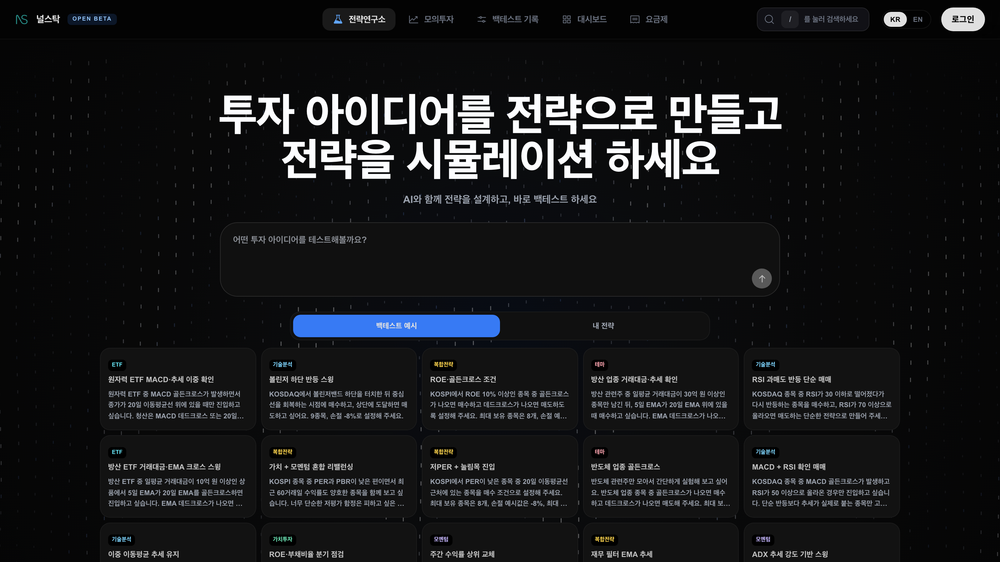 널스탁 OPEN BETA 전략연구소 모의투자 백테스트 기록 대시보드 요금제 / 를 눌러 검색하세요 KR EN 로그인
투자 아이디어를 전략으로 만들고
전략을 시뮬레이션 하세요
AI와 함께 전략을 설계하고, 바로 백테스트 하세요
어떤 투자 아이디어를 테스트해볼까요?
백테스트 예시 내 전략
ETF
원자력 ETF MACD·추세 이중 확인
원자력 ETF 중 MACD 골든크로스가 발생하면서
종가가 20일 이동평균선 위에 있을 때만 진입하고
싶습니다. 청산은 MACD 데드크로스 또는 20일...
기술분석
볼린저 하단 반등 스윙
KOSDAQ에서 볼린저밴드 하단을 터치한 뒤 중심
선을 회복하는 시점에 매수하고, 상단에 도달하면 매
도하고 싶어요. 9종목, 손절 -8%로 설정해 주세요.
복합전략
ROE·골든크로스 조건
KOSPI에서 ROE 10% 이상인 종목 중 골든크로스
가 나오면 매수하고 데드크로스가 나오면 매도하도
록 설정해 주세요. 최대 보유 종목은 8개, 손절 예...
테마
방산 업종 거래대금·추세 확인
방산 관련주 중 일평균 거래대금이 30억 원 이상인
종목만 남긴 뒤, 5일 EMA가 20일 EMA 위에 있을
때 매수하고 싶습니다. EMA 데드크로스가 나오...
기술분석
RSI 과매도 반등 단순 매매
KOSDAQ 종목 중 RSI가 30 이하로 떨어졌다가
다시 반등하는 종목을 매수하고, RSI가 70 이상으로
올라오면 매도하는 단순한 전략으로 만들어 주세...
ETF
방산 ETF 거래대금·EMA 크로스 스윙
방산 ETF 중 일평균 거래대금이 10억 원 이상인 상
품에서 5일 EMA가 20일 EMA를 골든크로스하면
진입하고 싶습니다. EMA 데드크로스가 나오면 ...
복합전략
가치 + 모멘텀 혼합 리밸런싱
KOSPI 종목 중 PER과 PBR이 낮은 편이면서 최
근 60거래일 수익률도 양호한 종목을 함께 보고 싶
습니다. 너무 단순한 저평가 함정은 피하고 싶은 ...
복합전략
저PER + 눌림목 진입
KOSPI에서 PER이 낮은 종목 중 20일 이동평균선
근처에 있는 종목을 매수 조건으로 설정해 주세요.
최대 보유 종목은 8개, 손절 예시값은 -8%, 최대 ...
테마
반도체 업종 골든크로스
반도체 관련주만 모아서 간단하게 실험해 보고 싶어
요. 반도체 업종 종목 중 골든크로스가 나오면 매수
하고 데드크로스가 나오면 매도해 주세요. 최대 보...
기술분석
MACD + RSI 확인 매매
KOSDAQ 종목 중 MACD 골든크로스가 발생하고
RSI가 50 이상으로 올라온 경우만 진입하고 싶습니
다. 단순 반등보다 추세가 실제로 붙는 종목만 고...
기술분석
이중 이동평균 추세 유지
가치투자
ROE·부채비율 분기 점검
모멘텀
주간 수익률 상위 교체
복합전략
재무 필터 EMA 추세
모멘텀
ADX 추세 강도 기반 스윙